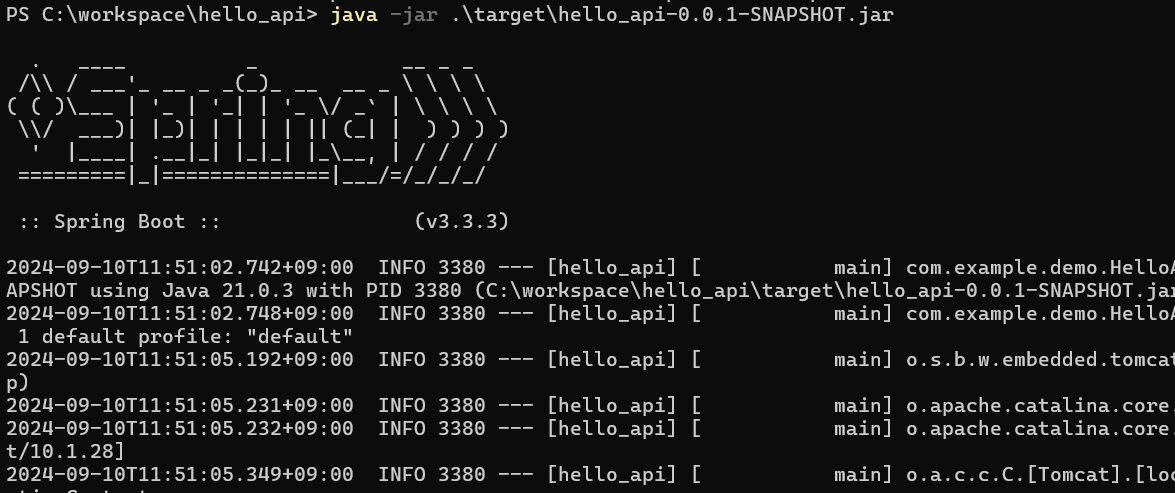 PS C:\workspace\hello_api> java -jar .\target\hello_api-0.0.1-SNAPSHOT.jar
  .   ____          _            __ _ _
 /\\ / ___'_ __ _ _(_)_ __  __ _ \ \ \ \
( ( )\___ | '_ | '_| | '_ \/ _` | \ \ \ \
 \\/  ___)| |_)| | | | | || (_| |  ) ) ) )
  '  |____| .__|_| |_|_| |_\__, | / / / /
 =========|_|==============|___/=/_/_/_/
 :: Spring Boot ::                (v3.3.3)
2024-09-10T11:51:02.742+09:00  INFO 3380 --- [hello_api] [           main] com.example.demo.HelloA
APSHOT using Java 21.0.3 with PID 3380 (C:\workspace\hello_api\target\hello_api-0.0.1-SNAPSHOT.jar
2024-09-10T11:51:02.748+09:00  INFO 3380 --- [hello_api] [           main] com.example.demo.HelloA
 1 default profile: "default"
2024-09-10T11:51:05.192+09:00  INFO 3380 --- [hello_api] [           main] o.s.b.w.embedded.tomcat
p)
2024-09-10T11:51:05.231+09:00  INFO 3380 --- [hello_api] [           main] o.apache.catalina.core.
2024-09-10T11:51:05.232+09:00  INFO 3380 --- [hello_api] [           main] o.apache.catalina.core.
t/10.1.28]
2024-09-10T11:51:05.349+09:00  INFO 3380 --- [hello_api] [           main] o.a.c.c.C.[Tomcat].[loc